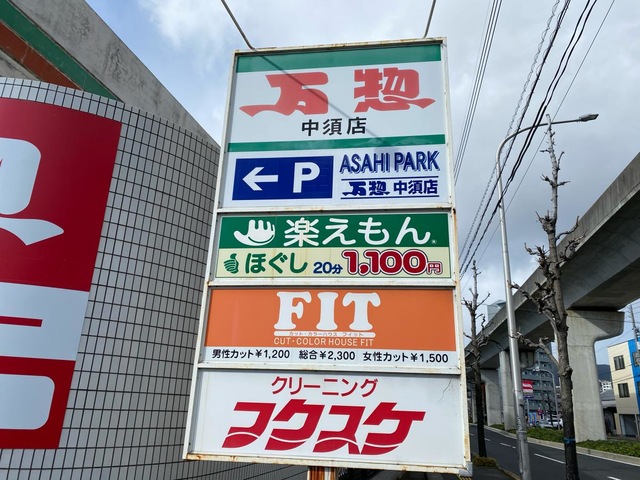 万惣
中須店
← P
ASAHI PARK
万惣 中須店
楽えもん®
ほぐし 20分 1,100円
FIT
カット・カラーハウス フィット
CUT・COLOR HOUSE FIT
男性カット¥1,200 総合¥2,300 女性カット¥1,500
クリーニング
マクスケ